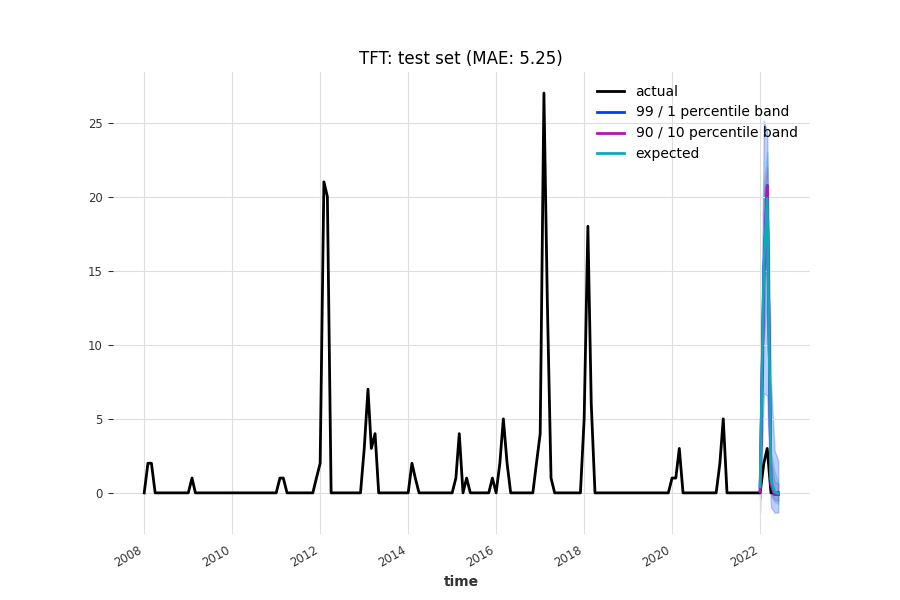 TFT: test set (MAE: 5.25)
actual
99 / 1 percentile band
90 / 10 percentile band
expected
25
20
15
10
5
0
2008
2010
2012
2014
2016
2018
2020
2022
time